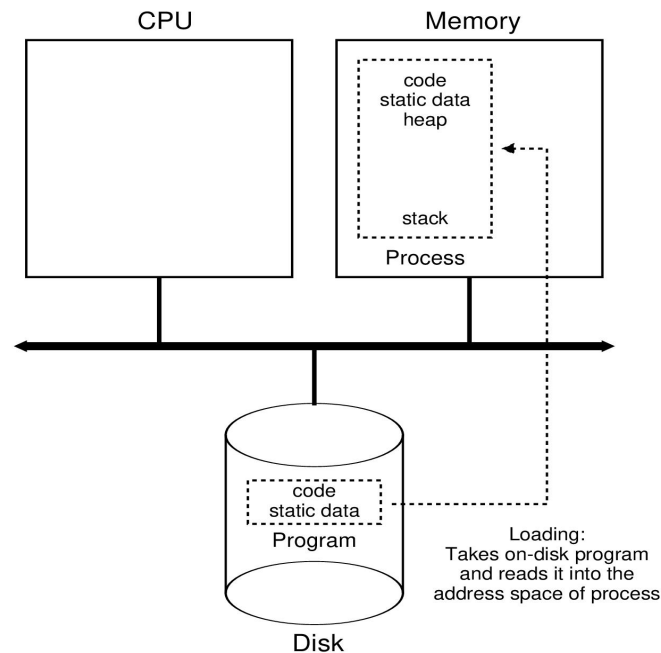 CPU
Memory
code
static data
heap
stack
Process
code
static data
Program
Loading:
Takes on-disk program
and reads it into the
address space of process
Disk